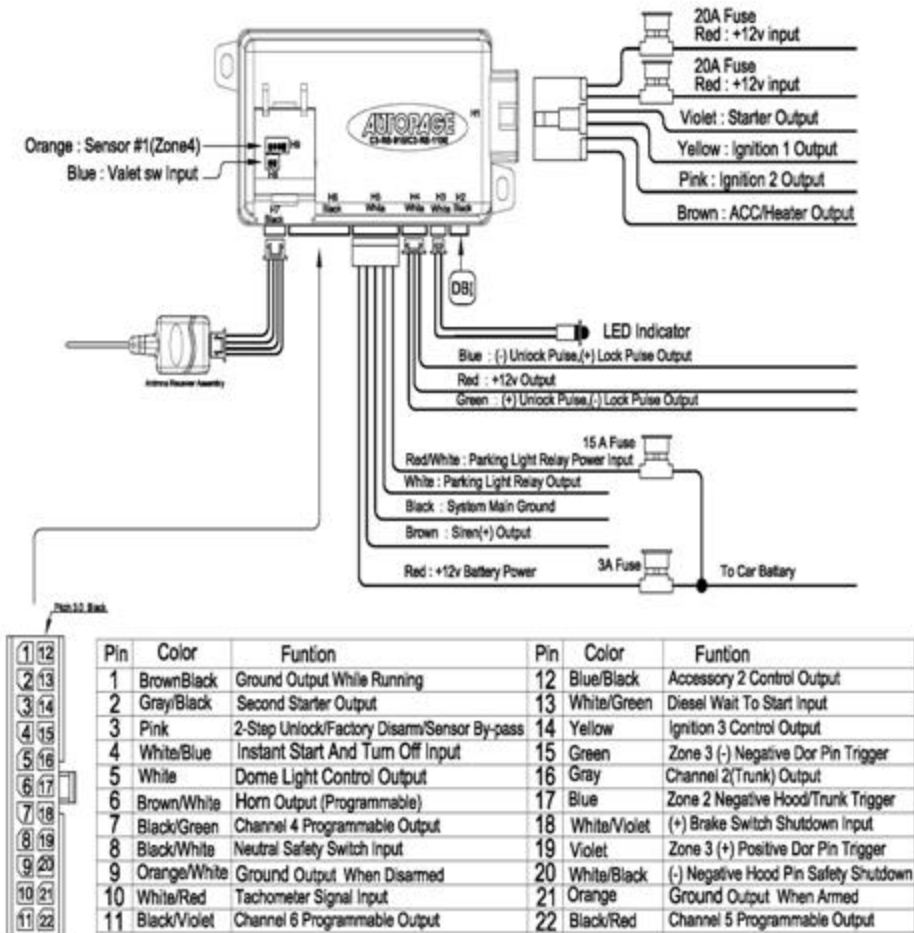 20A Fuse
Red : +12v input
20A Fuse
Red : +12v input
Violet : Starter Output
Yellow : Ignition 1 Output
Pink : Ignition 2 Output
Brown : ACC/Heater Output
Orange : Sensor #1(Zone4)
Blue : Valet sw Input
AUTOPAGE
H1
H9
H8
H7
Black
H6
Black
H5
White
H4
White
H3
White
H2
Black
DBI
LED Indicator
Blue : (-) Unlock Pulse,(+) Lock Pulse Output
Red : +12v Output
Green : (+) Unlock Pulse,(-) Lock Pulse Output
Antenna Receiver Assembly
15 A Fuse
Red/White : Parking Light Relay Power Input
White : Parking Light Relay Output
Black : System Main Ground
Brown : Siren(+) Output
Red : +12v Battery Power
3A Fuse
To Car Battary
Pitch 3.0 Black
1 12
2 13
3 14
4 15
5 16
6 17
7 18
8 19
9 20
10 21
11 22
Pin Color Funtion Pin Color Funtion
1 BrownBlack Ground Output While Running 12 Blue/Black Accessory 2 Control Output
2 Gray/Black Second Starter Output 13 White/Green Diesel Wait To Start Input
3 Pink 2-Step Unlock/Factory Disarm/Sensor By-pass 14 Yellow Ignition 3 Control Output
4 White/Blue Instant Start And Turn Off Input 15 Green Zone 3 (-) Negative Dor Pin Trigger
5 White Dome Light Control Output 16 Gray Channel 2(Trunk) Output
6 Brown/White Horn Output (Programmable) 17 Blue Zone 2 Negative Hood/Trunk Trigger
7 Black/Green Channel 4 Programmable Output 18 White/Violet (+) Brake Switch Shutdown Input
8 Black/White Neutral Safety Switch Input 19 Violet Zone 3 (+) Positive Dor Pin Trigger
9 Orange/White Ground Output When Disarmed 20 White/Black (-) Negative Hood Pin Safety Shutdown
10 White/Red Tachometer Signal Input 21 Orange Ground Output When Armed
11 Black/Violet Channel 6 Programmable Output 22 Black/Red Channel 5 Programmable Output